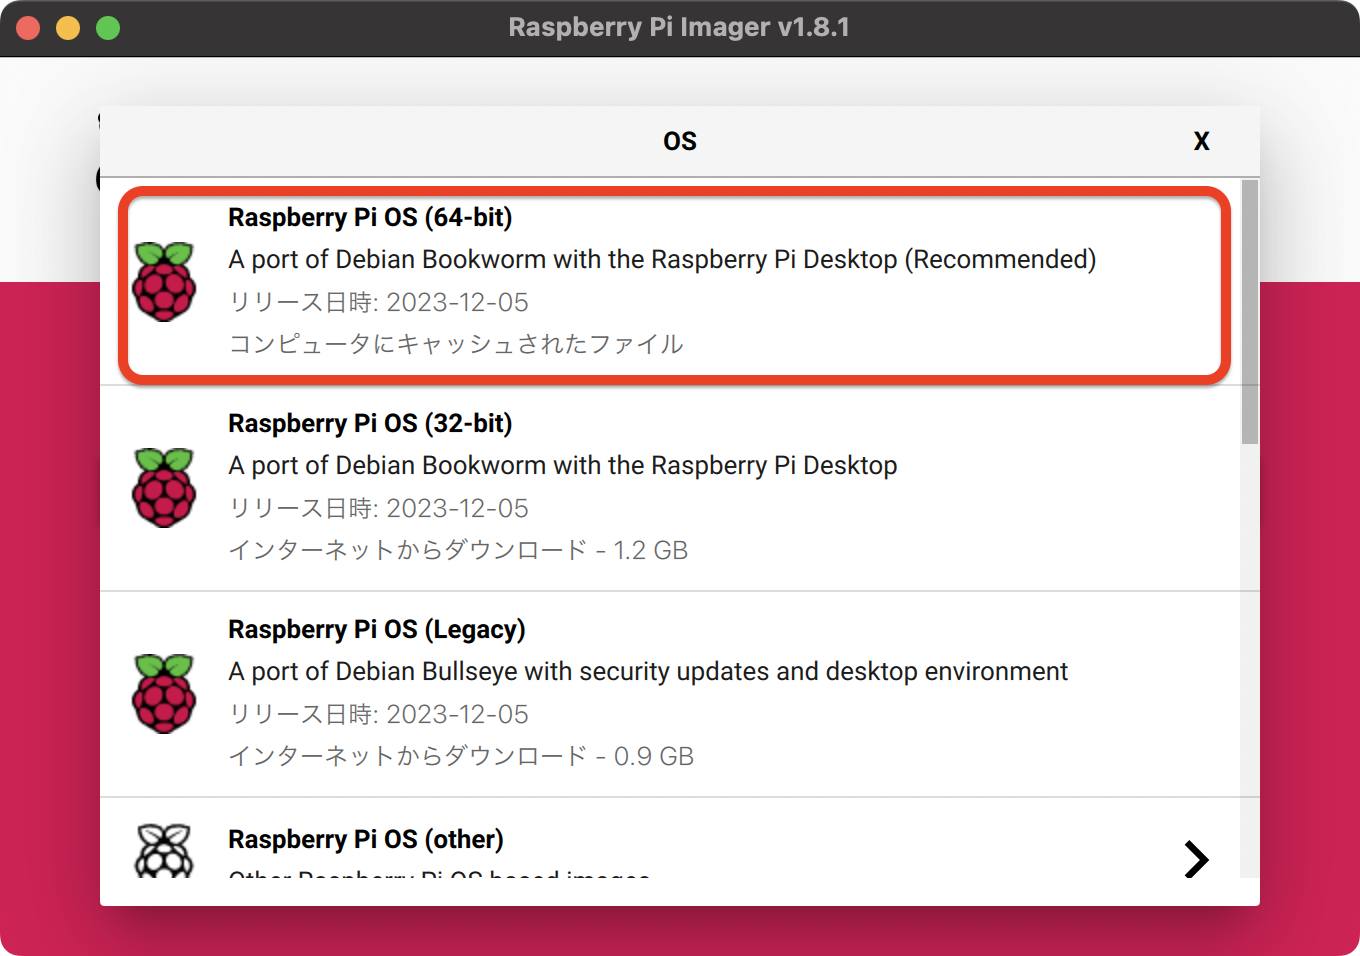 Raspberry Pi Imager v1.8.1
OS
X
Raspberry Pi OS (64-bit)
A port of Debian Bookworm with the Raspberry Pi Desktop (Recommended)
リリース日時: 2023-12-05
コンピュータにキャッシュされたファイル
Raspberry Pi OS (32-bit)
A port of Debian Bookworm with the Raspberry Pi Desktop
リリース日時: 2023-12-05
インターネットからダウンロード - 1.2 GB
Raspberry Pi OS (Legacy)
A port of Debian Bullseye with security updates and desktop environment
リリース日時: 2023-12-05
インターネットからダウンロード - 0.9 GB
Raspberry Pi OS (other)
Other Raspberry Pi OS based images